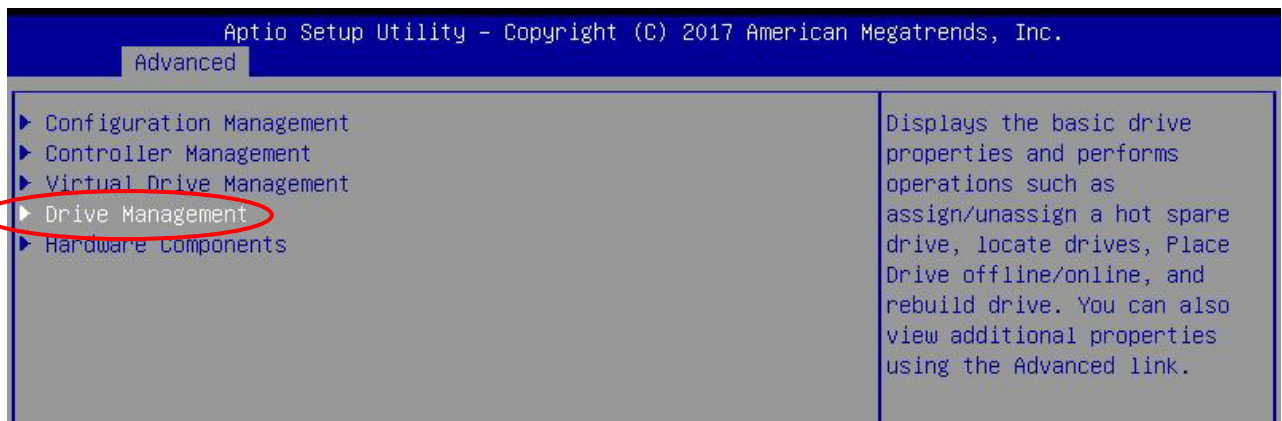 Aptio Setup Utility – Copyright (C) 2017 American Megatrends, Inc.
Advanced
Configuration Management
Controller Management
Virtual Drive Management
Drive Management
Hardware Components
Displays the basic drive
properties and performs
operations such as
assign/unassign a hot spare
drive, locate drives, Place
Drive offline/online, and
rebuild drive. You can also
view additional properties
using the Advanced link.